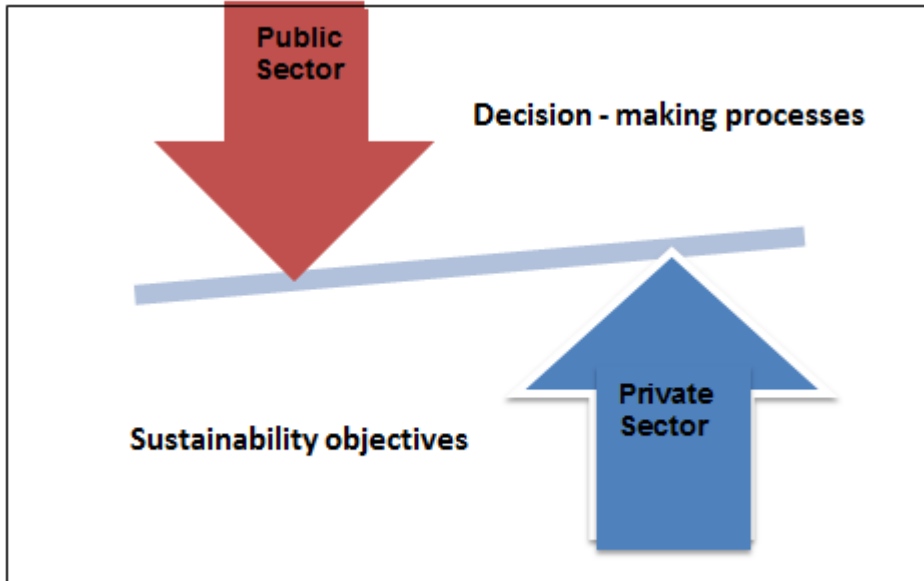 Public
Sector
Decision - making processes
Private
Sector
Sustainability objectives